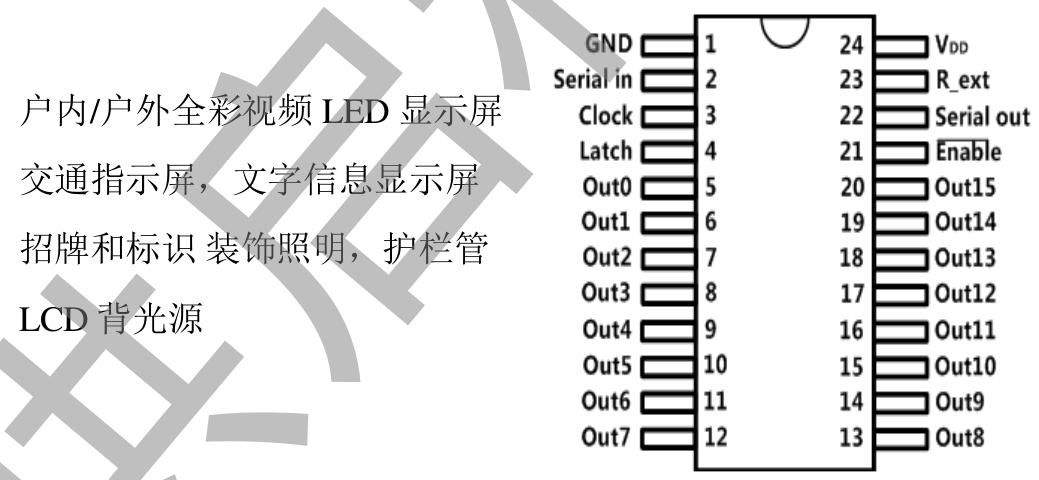 户内/户外全彩视频 LED 显示屏
交通指示屏，文字信息显示屏
招牌和标识 装饰照明，护栏管
LCD 背光源
GND 1 24 VDD
Serial in 2 23 R_ext
Clock 3 22 Serial out
Latch 4 21 Enable
Out0 5 20 Out15
Out1 6 19 Out14
Out2 7 18 Out13
Out3 8 17 Out12
Out4 9 16 Out11
Out5 10 15 Out10
Out6 11 14 Out9
Out7 12 13 Out8